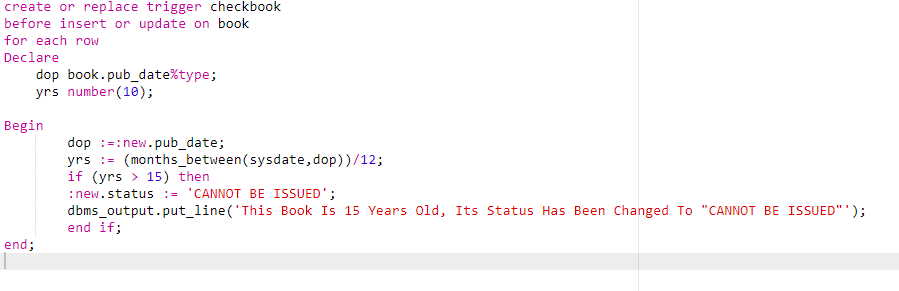 create or replace trigger checkbook
before insert or update on book
for each row
Declare
dop book.pub_date%type;
yrs number(10);
Begin
dop :=:new.pub_date;
yrs := (months_between(sysdate,dop))/12;
if (yrs > 15) then
:new.status := 'CANNOT BE ISSUED';
dbms_output.put_line('This Book Is 15 Years Old, Its Status Has Been Changed To "CANNOT BE ISSUED"');
end if;
end;